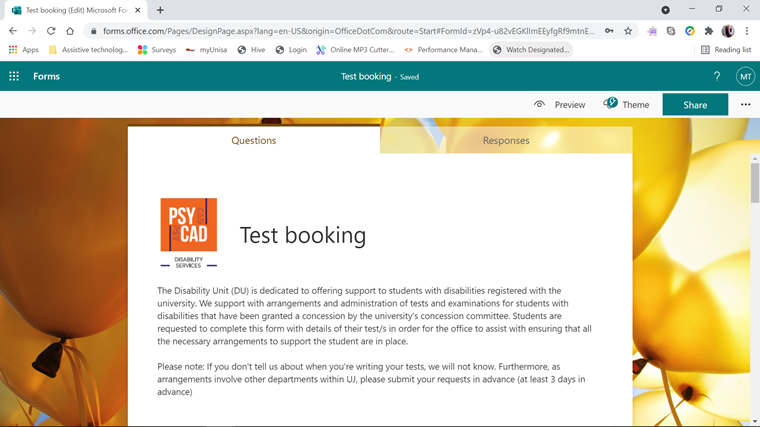 Test booking (Edit) Microsoft For
forms.office.com/Pages/DesignPage.aspx?lang=en-US&origin=OfficeDotCom&route=Start#FormId=zVp4-u82vEGKlImEEyfgRf9mtnE...
Apps Assistive technolog... Surveys myUnisa Hive Login Online MP3 Cutter... Performance Mana... Watch Designated... Reading list
Forms Test booking - Saved ? MT
Preview Theme Share ...
Questions Responses
PSY
CAD
DISABILITY
SERVICES
Test booking
The Disability Unit (DU) is dedicated to offering support to students with disabilities registered with the
university. We support with arrangements and administration of tests and examinations for students with
disabilities that have been granted a concession by the university's concession committee. Students are
requested to complete this form with details of their test/s in order for the office to assist with ensuring that all
the necessary arrangements to support the student are in place.
Please note: If you don't tell us about when you're writing your tests, we will not know. Furthermore, as
arrangements involve other departments within UJ, please submit your requests in advance (at least 3 days in
advance)